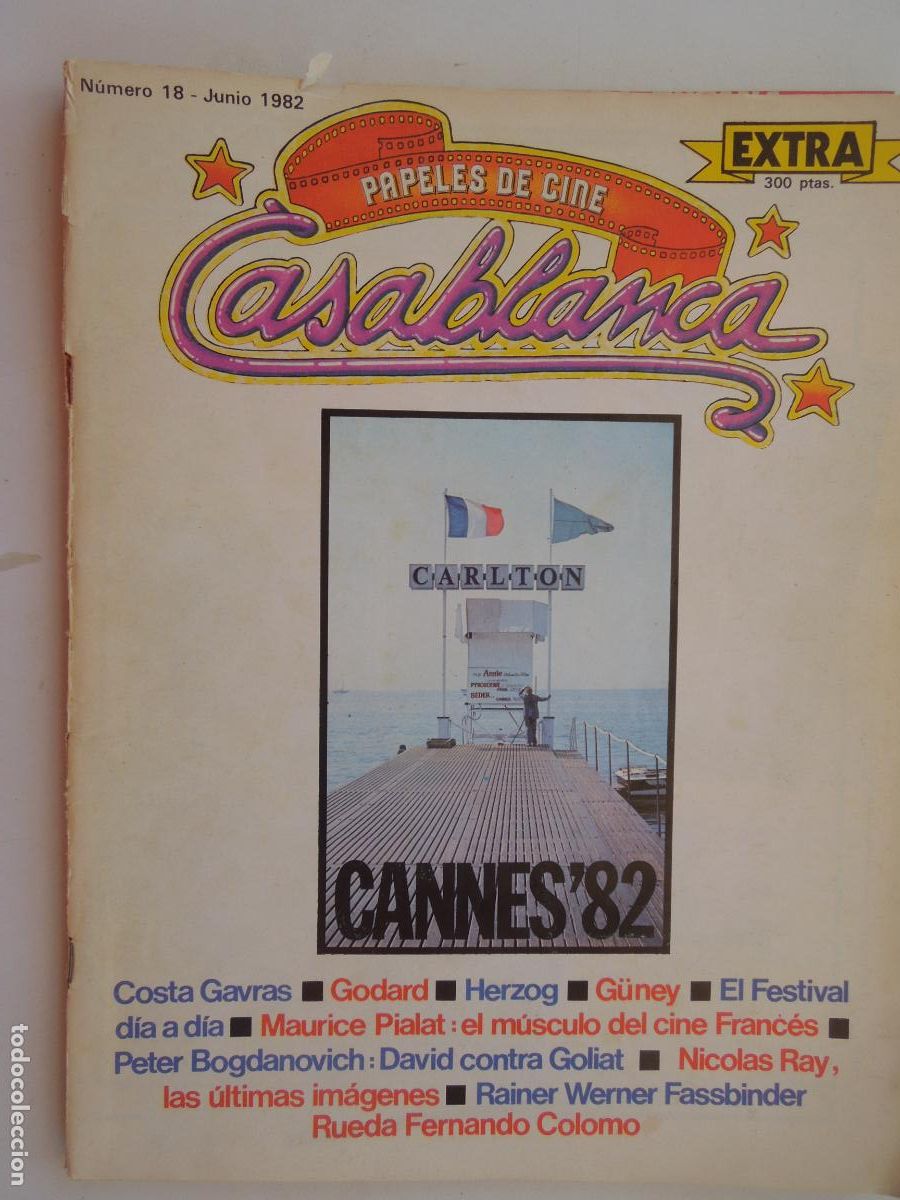 Número 18 - Junio 1982
EXTRA
300 ptas.
PAPELES DE CINE
Casablanca
CARLTON
Annie
CANNES'82
Costa Gavras ■ Godard ■ Herzog ■ Güney ■ El Festival
día a día ■ Maurice Pialat: el músculo del cine Francés ■
Peter Bogdanovich: David contra Goliat ■ Nicolas Ray,
las últimas imágenes ■ Rainer Werner Fassbinder
Rueda Fernando Colomo
todocoleccion